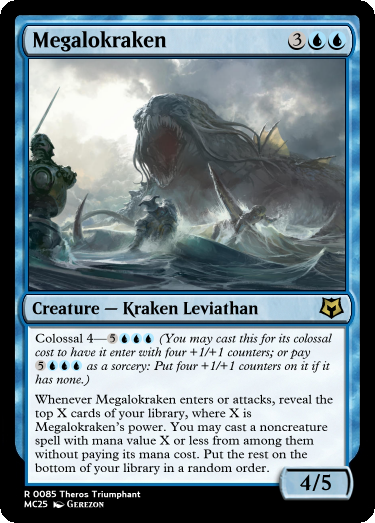 Megalokraken 3
Creature — Kraken Leviathan
Colossal 4—5 (You may cast this for its colossal
cost to have it enter with four +1/+1 counters; or pay
5 as a sorcery: Put four +1/+1 counters on it if it
has none.)
Whenever Megalokraken enters or attacks, reveal the
top X cards of your library, where X is
Megalokraken's power. You may cast a noncreature
spell with mana value X or less from among them
without paying its mana cost. Put the rest on the
bottom of your library in a random order.
4/5
R 0085 Theros Triumphant
MC25 Gerezon